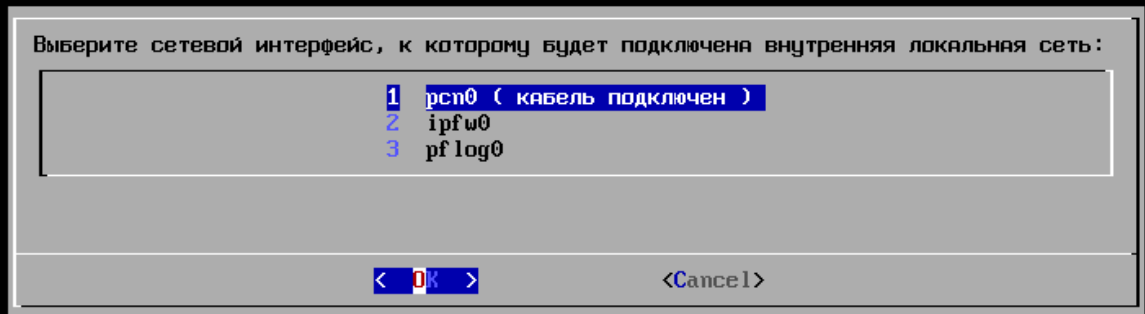 Выберите сетевой интерфейс, к которому будет подключена внутренняя локальная сеть:
1 pcn0 ( кабель подключен )
2 ipfw0
3 pflog0
< OK > <Cancel>